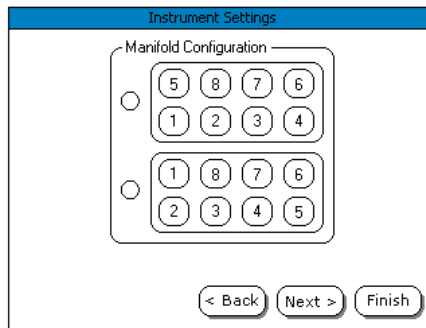 Instrument Settings
Manifold Configuration
5 8 7 6
1 2 3 4
1 8 7 6
2 3 4 5
< Back Next > Finish